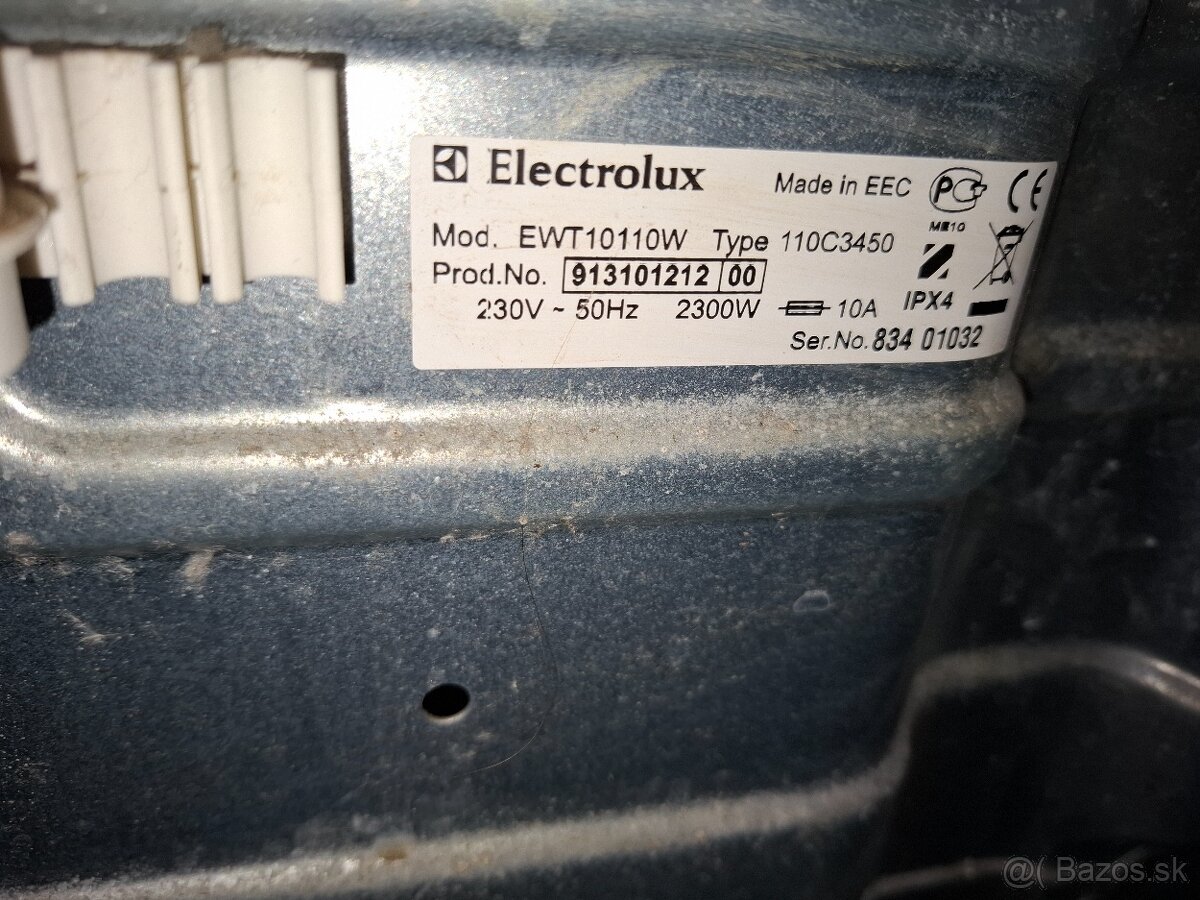 Electrolux Made in EEC
ME10
Mod. EWT10110W Type 110C3450
Prod.No. 913101212 00
230V ~ 50Hz 2300W 10A IPX4
Ser.No. 834 01032
@( Bazos.sk